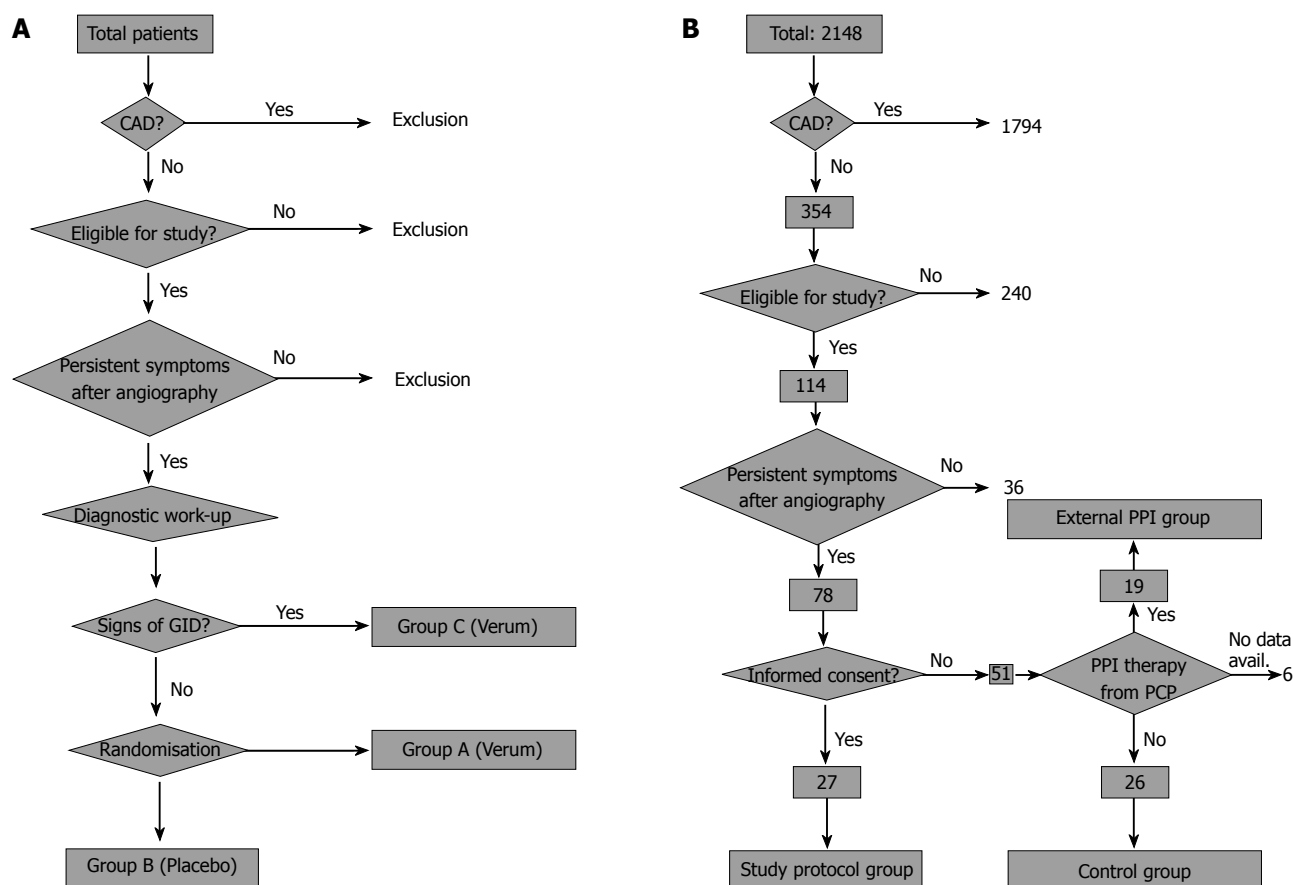 A
Total patients
CAD?
Yes
Exclusion
No
Eligible for study?
No
Exclusion
Yes
Persistent symptoms
after angiography
No
Exclusion
Yes
Diagnostic work-up
Signs of GID?
Yes
Group C (Verum)
No
Randomisation
Group A (Verum)
Group B (Placebo)
B
Total: 2148
CAD?
Yes
1794
No
354
Eligible for study?
No
240
Yes
114
Persistent symptoms
after angiography
No
36
Yes
78
Informed consent?
No
51
PPI therapy
from PCP
Yes
19
External PPI group
No data
avail.
6
No
26
Control group
Yes
27
Study protocol group